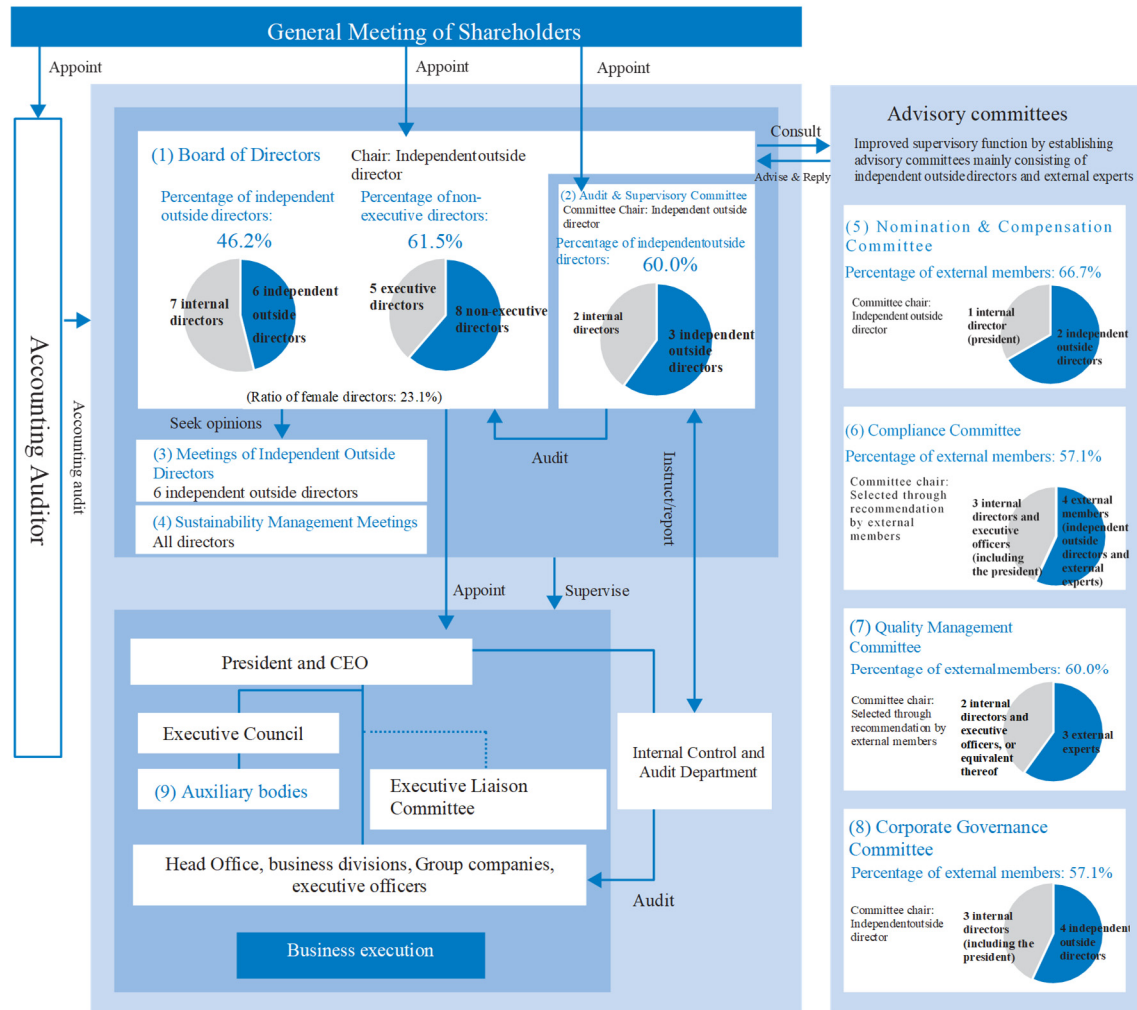 General Meeting of Shareholders
Appoint
Appoint
Appoint
Accounting Auditor
Accounting audit
(1) Board of Directors
Percentage of independent
outside directors:
46.2%
7 internal
directors
6 independent
outside
directors
Chair: Independentoutside
director
Percentage of non-
executive directors:
61.5%
5 executive
directors
8 non-executive
directors
(Ratio of female directors: 23.1%)
(2) Audit & Supervisory Committee
Committee Chair: Independent outside
director
Percentage of independentoutside
directors:
60.0%
2 internal
directors
3 independent
outside
directors
Consult
Advise & Reply
Seek opinions
(3) Meetings of Independent Outside
Directors
6 independent outside directors
(4) Sustainability Management Meetings
All directors
Audit
Instruct/report
Appoint
Supervise
President and CEO
Executive Council
(9) Auxiliary bodies
Executive Liaison
Committee
Internal Control and
Audit Department
Head Office, business divisions, Group companies,
executive officers
Audit
Business execution
Advisory committees
Improved supervisory function by establishing
advisory committees mainly consisting of
independent outside directors and external experts
(5) Nomination & Compensation
Committee
Percentage of external members: 66.7%
Committee chair:
Independent outside
director
1 internal
director
(president)
2 independent
outside
directors
(6) Compliance Committee
Percentage of external members: 57.1%
Committee chair:
Selected through
recommendation
by external
members
3 internal
directors and
executive
officers
(including
the president)
4 external
members
(independent
outside
directors and
external
experts)
(7) Quality Management
Committee
Percentage of externalmembers: 60.0%
Committee chair:
Selected through
recommendation by
external members
2 internal
directors and
executive
officers, or
equivalent
thereof
3 external
experts
(8) Corporate Governance
Committee
Percentage of external members: 57.1%
Committee chair:
Independentoutside
director
3 internal
directors
(including the
president)
4 independent
outside
directors